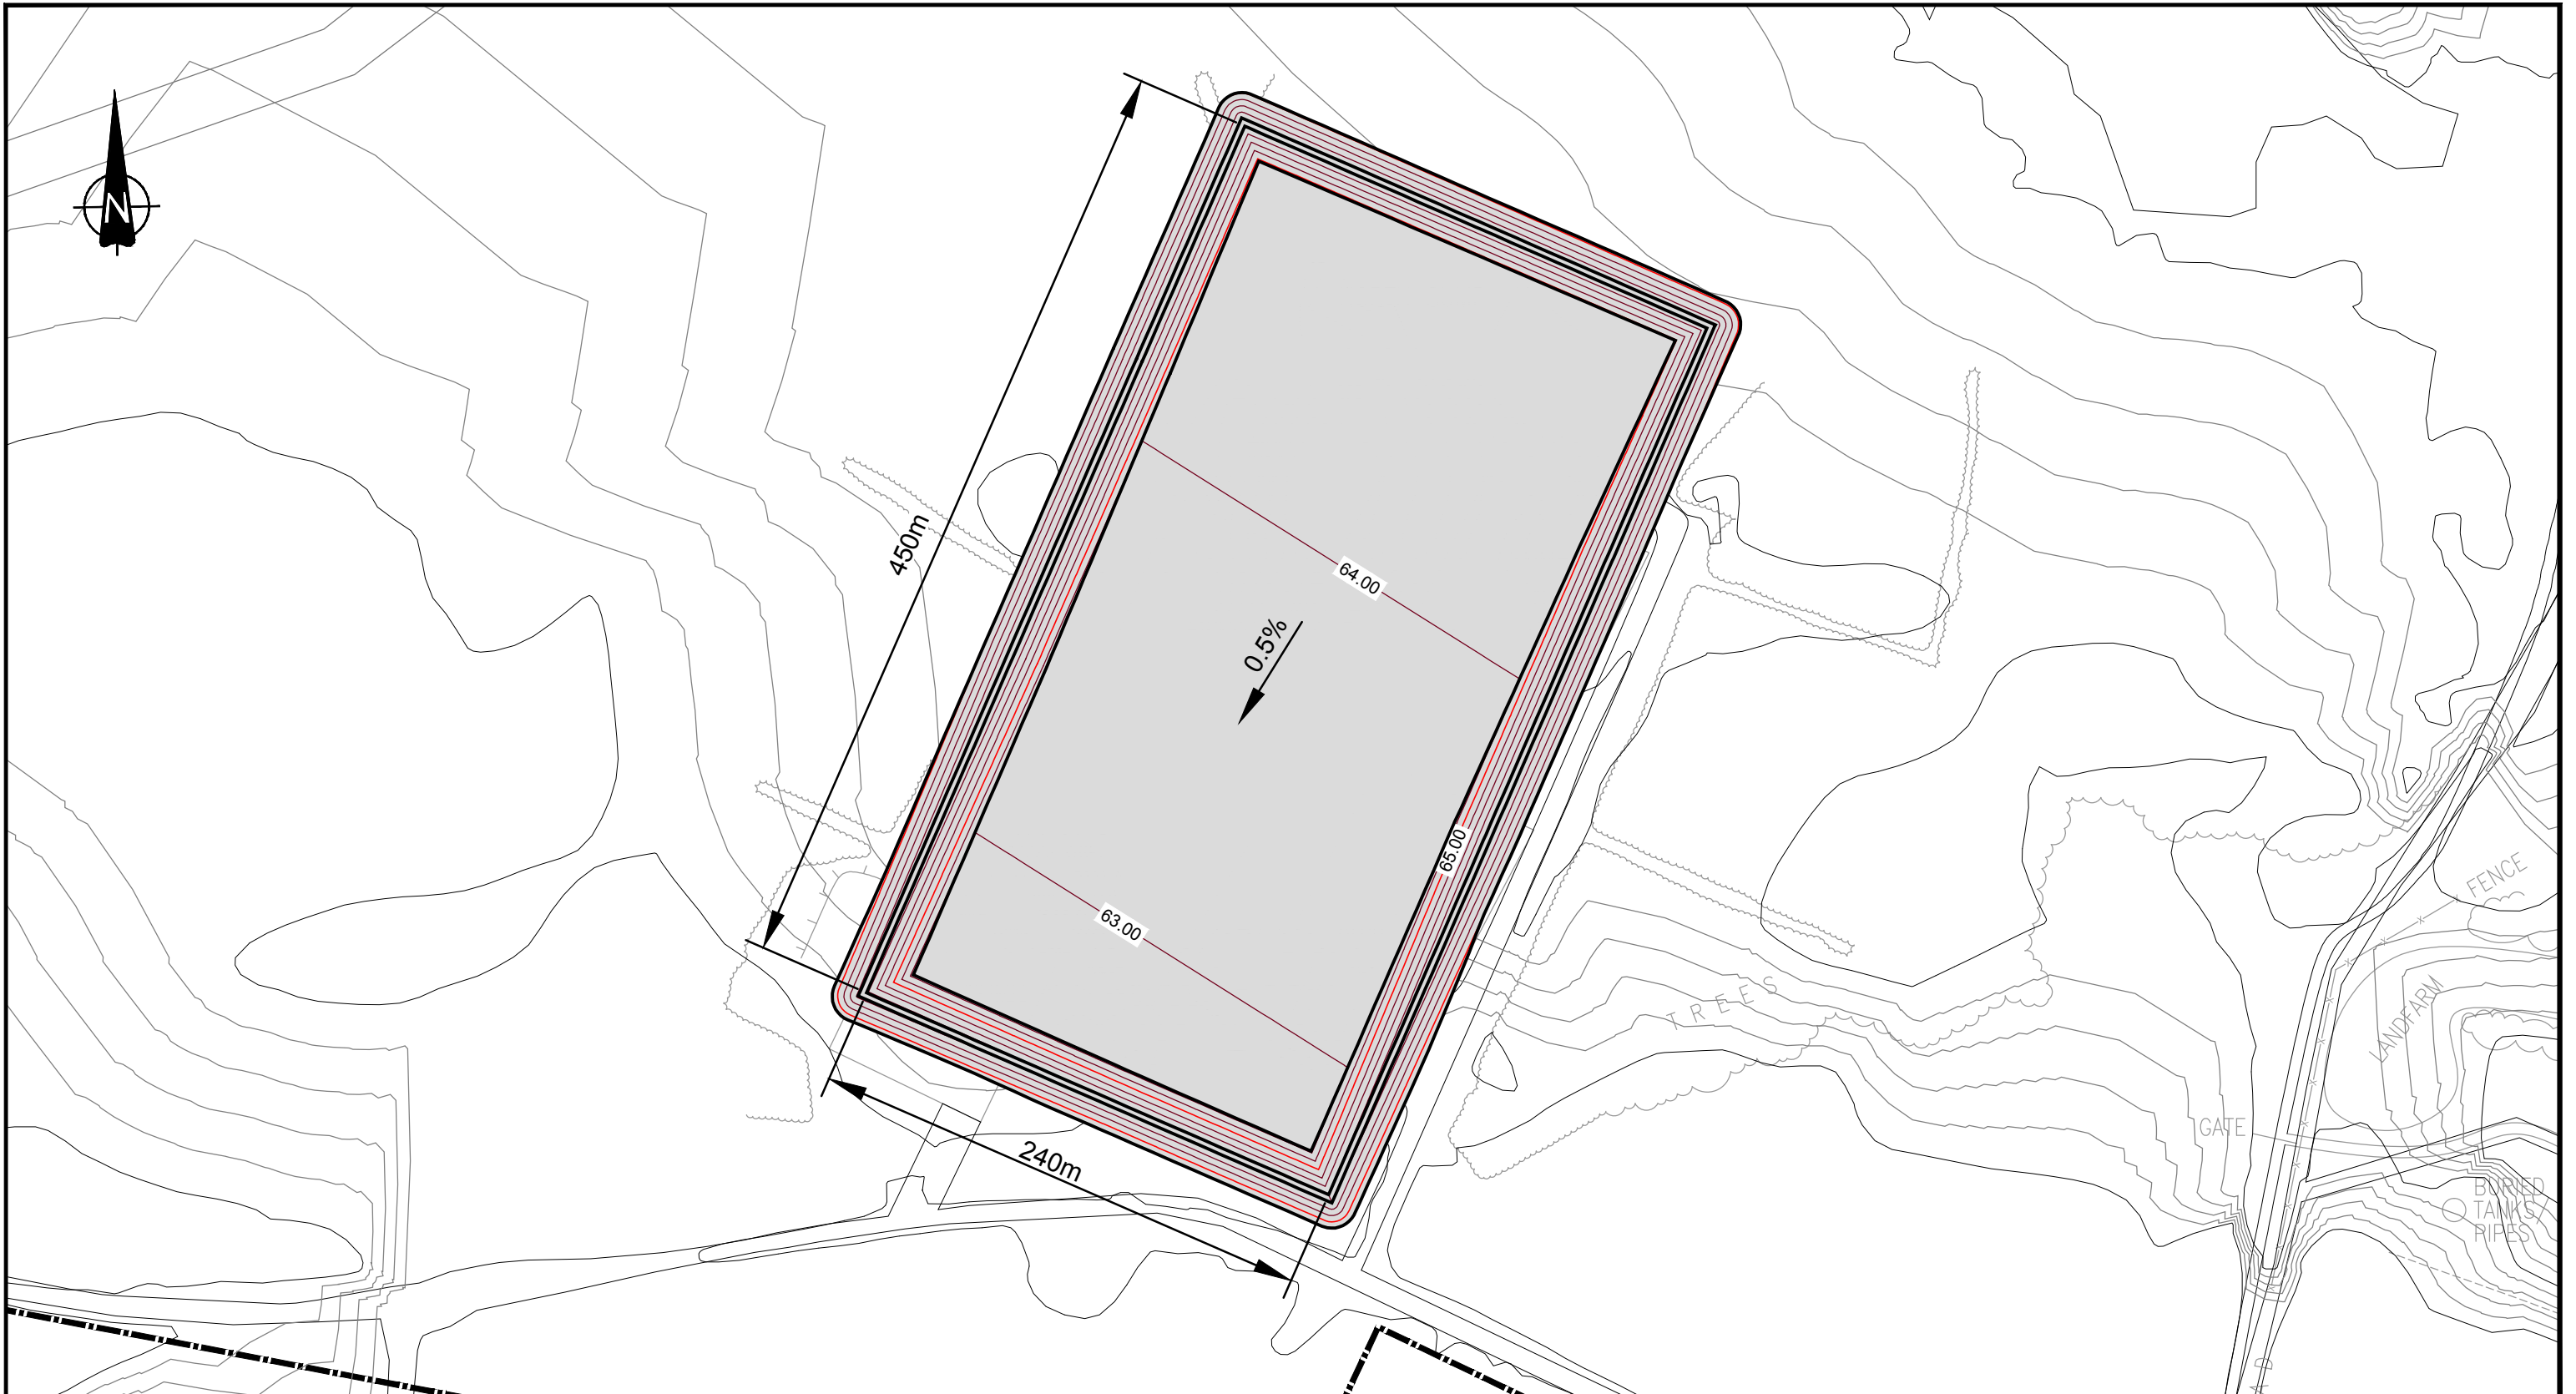 N
450m
64.00
0.5%
65.00
63.00
240m
TREES
FENCE
LANDFARM
GATE
BURIED
TANKS/
PIPES